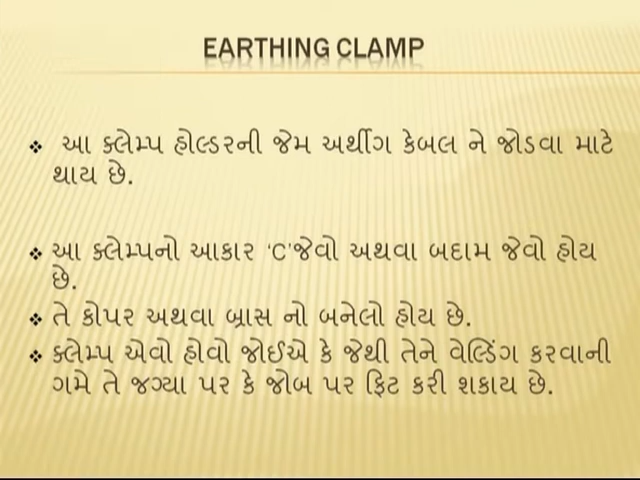 EARTHING CLAMP
❖ આ ક્લેમ્પ હોલ્ડરની જેમ અર્થીગ કેબલ ને જોડવા માટે
થાય છે.
❖ આ ક્લેમ્પનો આકાર ‘C’જેવો અથવા બદામ જેવો હોય
છે.
❖ તે કોપર અથવા બ્રાસ નો બનેલો હોય છે.
❖ ક્લેમ્પ એવો હોવો જોઈએ કે જેથી તેને વેલ્ડિંગ કરવાની
ગમે તે જગ્યા પર કે જોબ પર ફિટ કરી શકાય છે.